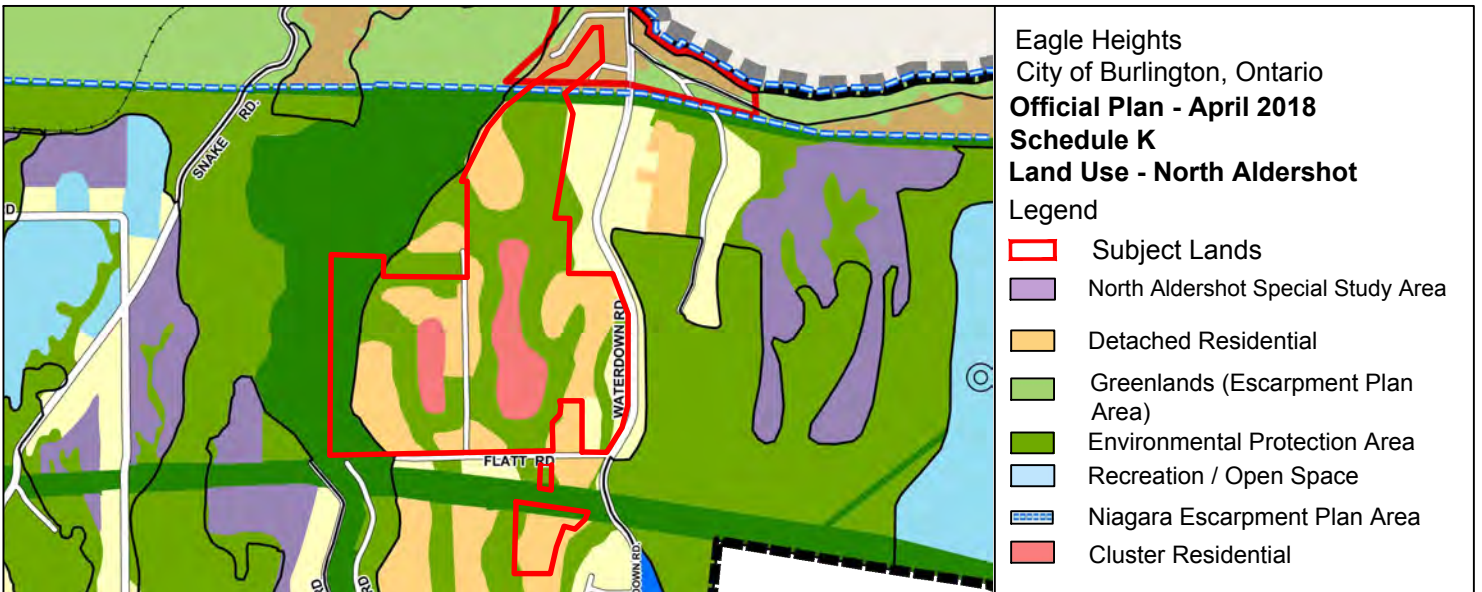 SNAKE RD.
D.
WATERDOWN RD.
FLATT RD
RD
RD
DOWN RD.
Eagle Heights
City of Burlington, Ontario
Official Plan - April 2018
Schedule K
Land Use - North Aldershot
Legend
Subject Lands
North Aldershot Special Study Area
Detached Residential
Greenlands (Escarpment Plan
Area)
Environmental Protection Area
Recreation / Open Space
Niagara Escarpment Plan Area
Cluster Residential